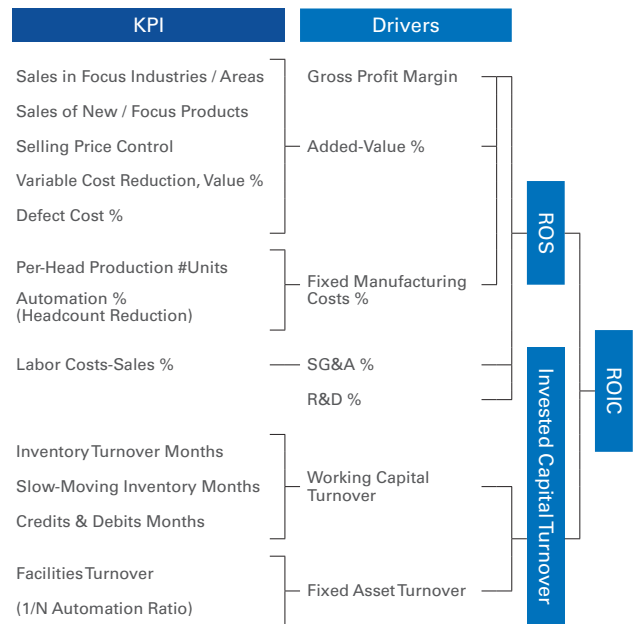 KPI
Drivers
Sales in Focus Industries / Areas
Sales of New / Focus Products
Selling Price Control
Variable Cost Reduction, Value %
Defect Cost %
Per-Head Production #Units
Automation %
(Headcount Reduction)
Labor Costs-Sales %
Inventory Turnover Months
Slow-Moving Inventory Months
Credits & Debits Months
Facilities Turnover
(1/N Automation Ratio)
Gross Profit Margin
Added-Value %
Fixed Manufacturing
Costs %
SG&A %
R&D %
Working Capital
Turnover
Fixed Asset Turnover
ROS
Invested Capital Turnover
ROIC